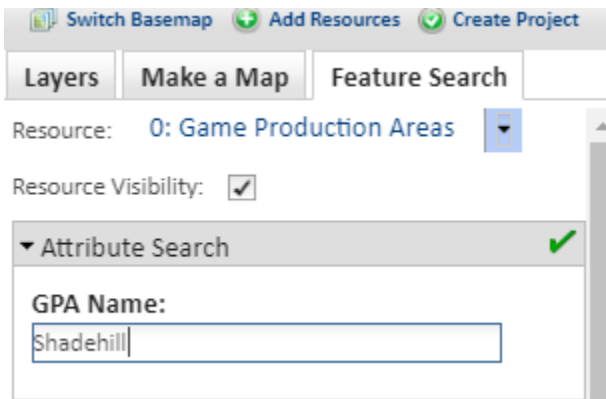 Switch Basemap Add Resources Create Project
Layers Make a Map Feature Search
Resource: 0: Game Production Areas
Resource Visibility:
Attribute Search
GPA Name:
Shadehill